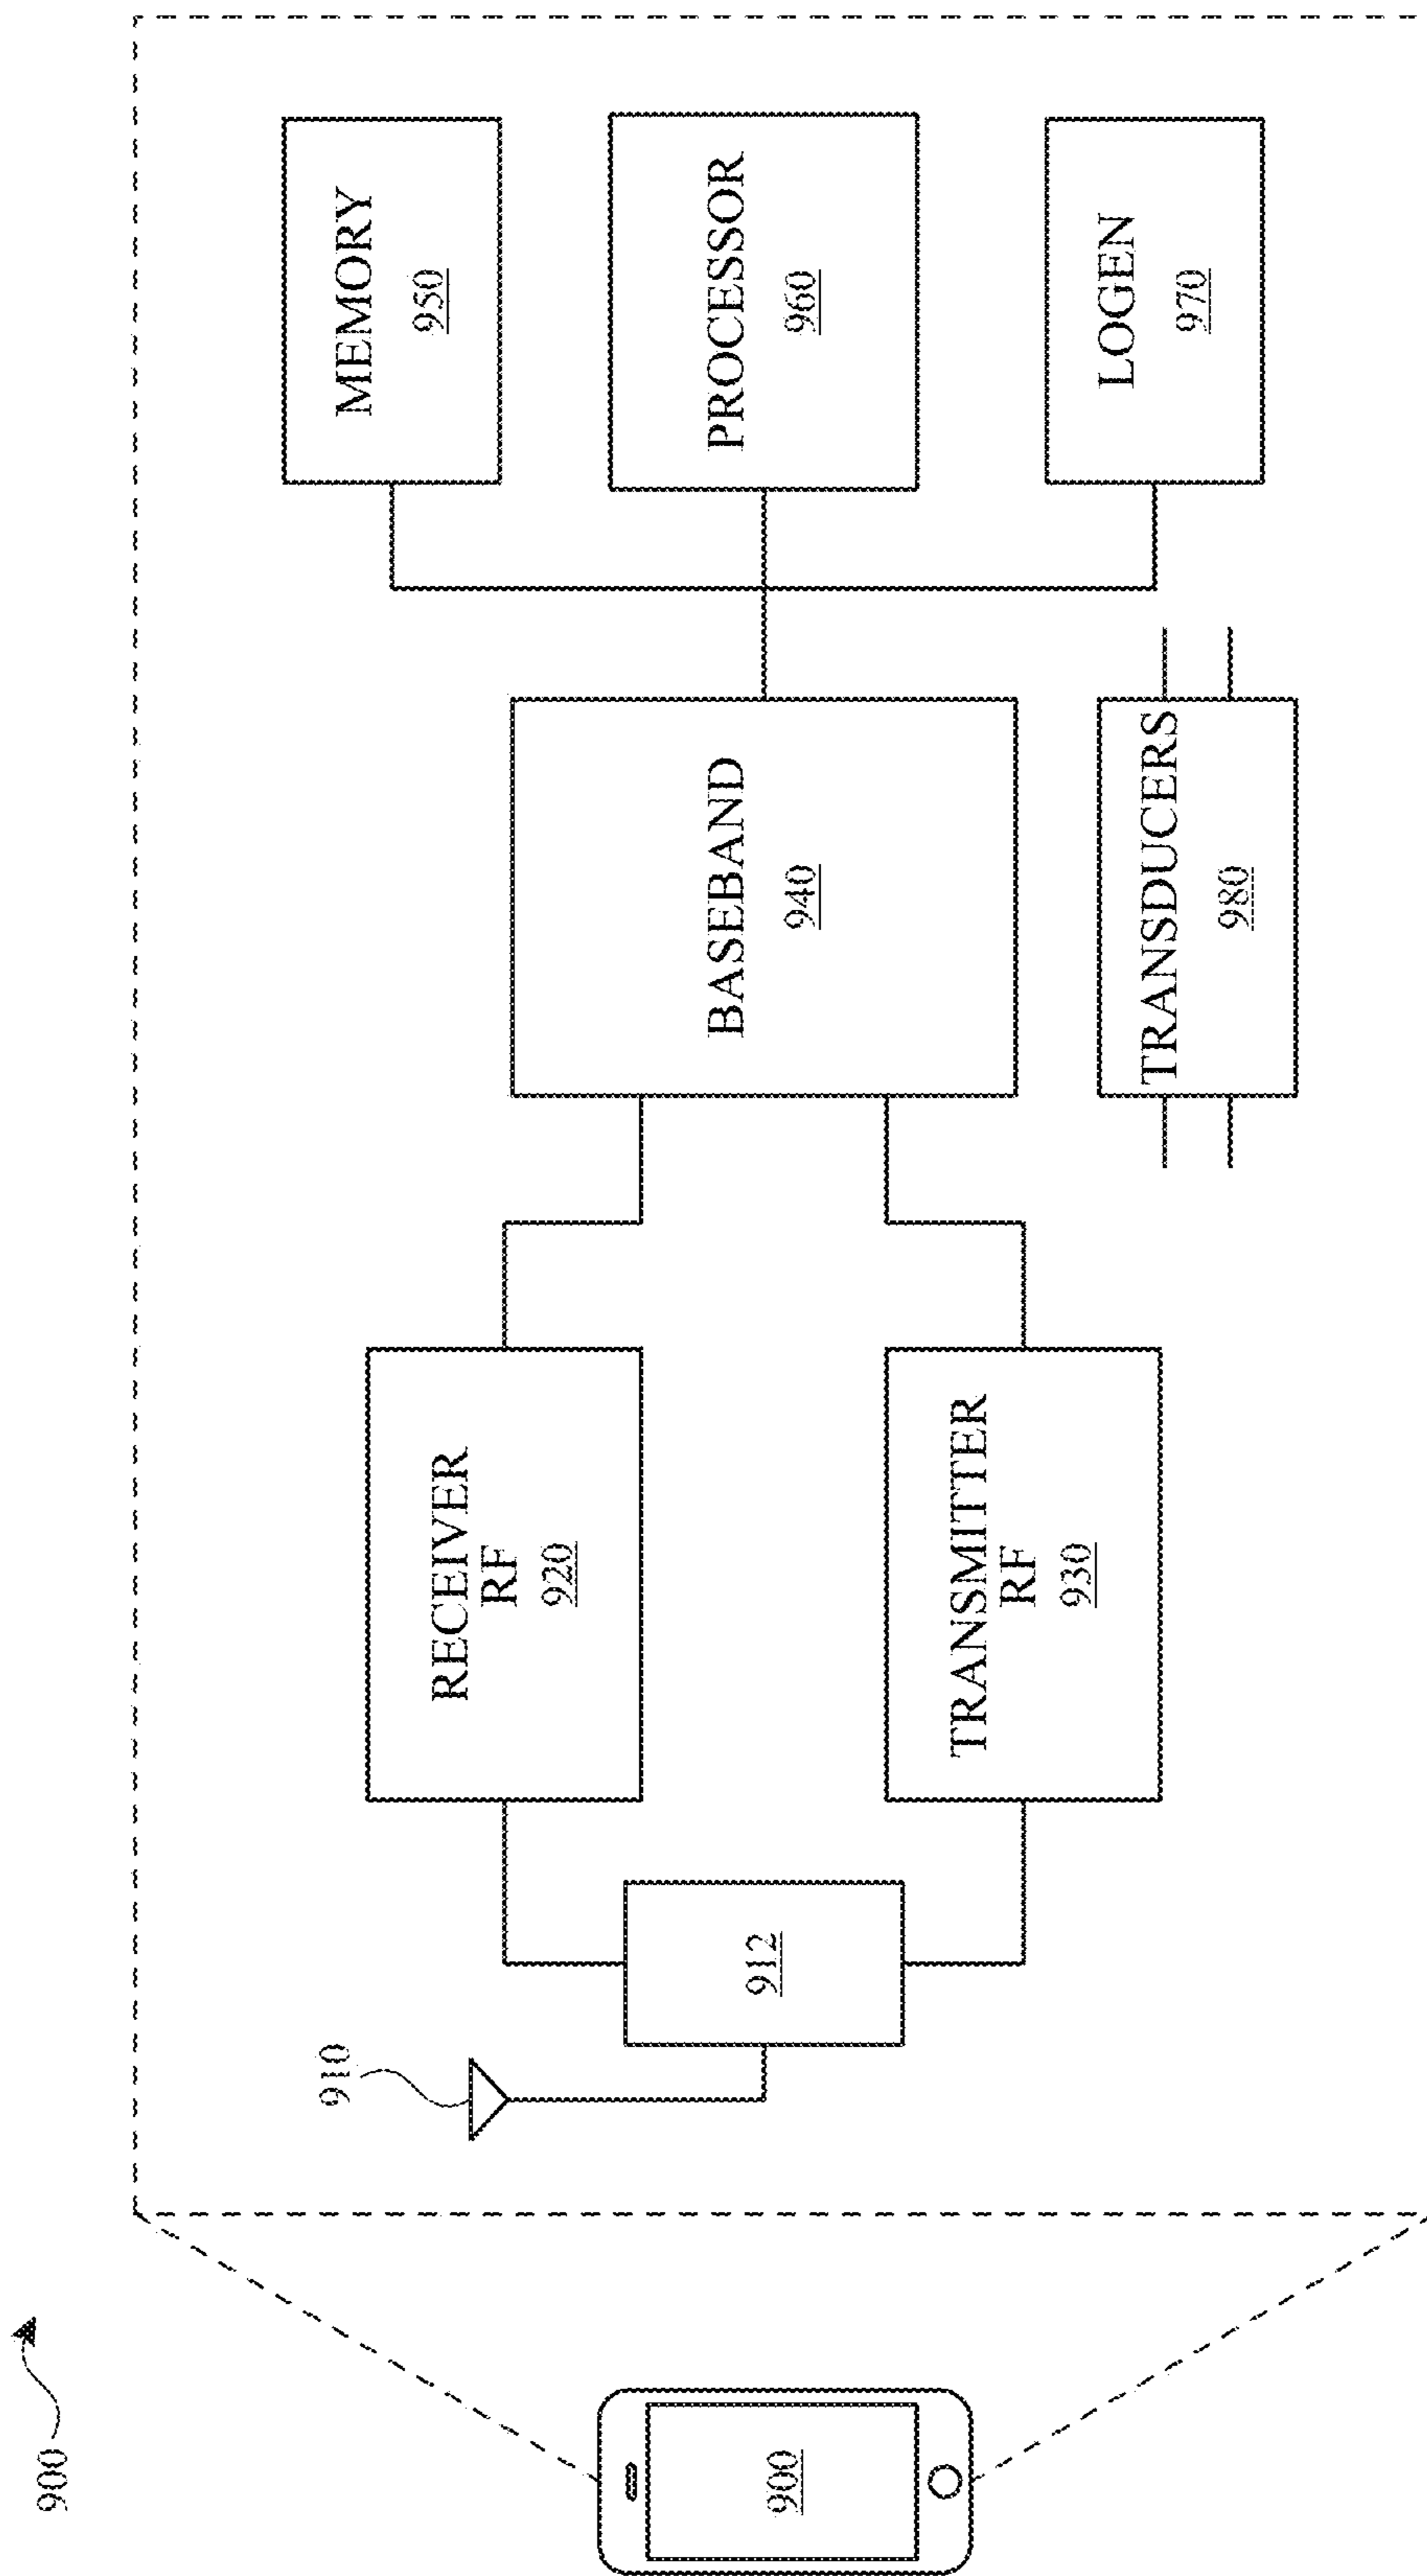 900
900
910
912
RECEIVER
RF
920
TRANSMITTER
RF
930
BASEBAND
940
TRANSDUCERS
980
MEMORY
950
PROCESSOR
960
LOGEN
970